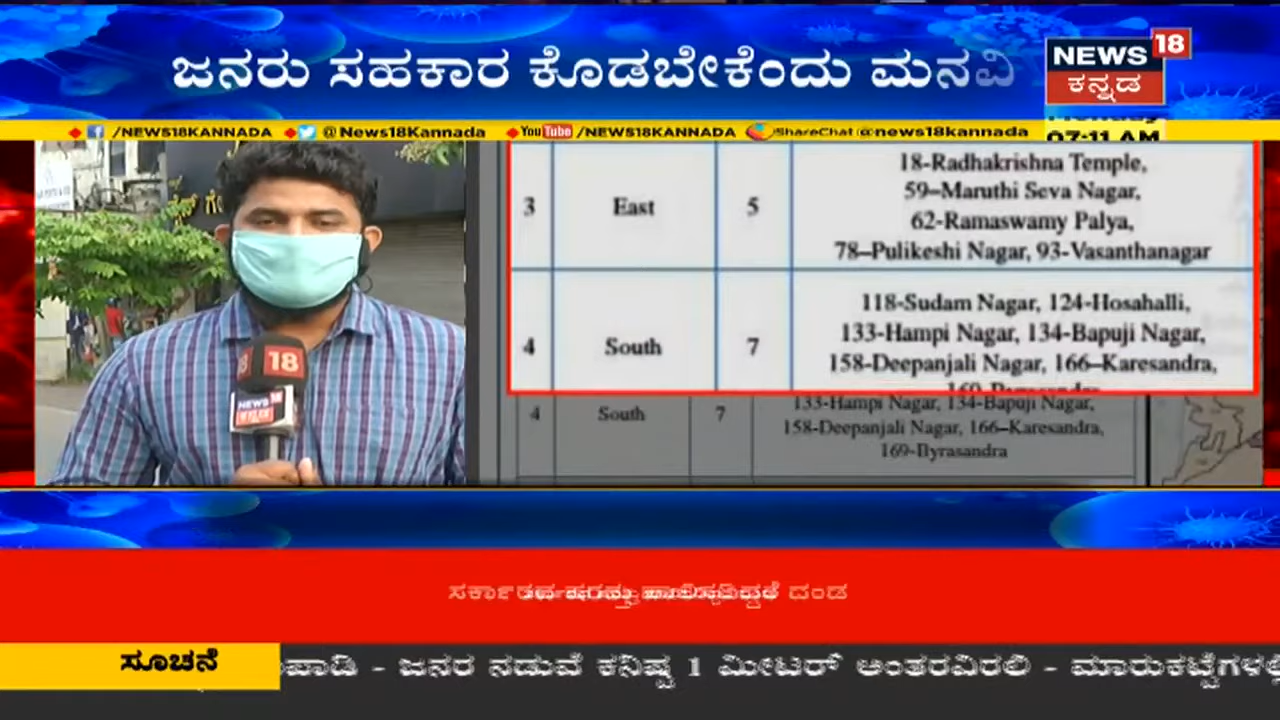 ಜನರು ಸಹಕಾರ ಕೊಡಬೇಕೆಂದು ಮನವಿ
NEWS 18
ಕನ್ನಡ
/NEWS18KANNADA @News18Kannada YouTube /NEWS18KANNADA ShareChat @news18kannada
07:11 AM
3 East 5
18-Radhakrishna Temple,
59–Maruthi Seva Nagar,
62-Ramaswamy Palya,
78–Pulikeshi Nagar, 93-Vasanthanagar
4 South 7
118-Sudam Nagar, 124-Hosahalli,
133-Hampi Nagar, 134-Bapuji Nagar,
158-Deepanjali Nagar, 166–Karesandra,
4 South 7
133-Hampi Nagar, 134-Bapuji Nagar,
158-Deepanjali Nagar, 166–Karesandra,
169-Byrasandra
18
NEWS 18
ದಂಡ
ಸೂಚನೆ
- ಜನರ ನಡುವೆ ಕನಿಷ್ಟ 1 ಮೀಟರ್ ಅಂತರವಿರಲಿ -